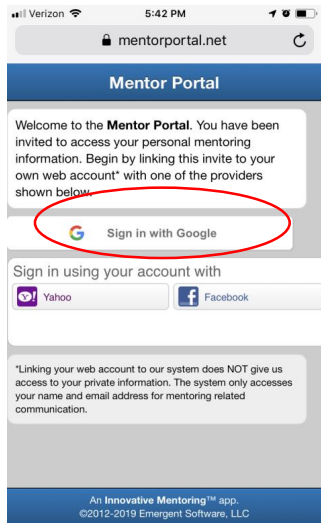 Verizon 5:42 PM
mentorportal.net
Mentor Portal
Welcome to the Mentor Portal. You have been
invited to access your personal mentoring
information. Begin by linking this invite to your
own web account* with one of the providers
shown below.
Sign in with Google
Sign in using your account with
Yahoo Facebook
*Linking your web account to our system does NOT give us
access to your private information. The system only accesses
your name and email address for mentoring related
communication.
An Innovative Mentoring™ app.
©2012-2019 Emergent Software, LLC